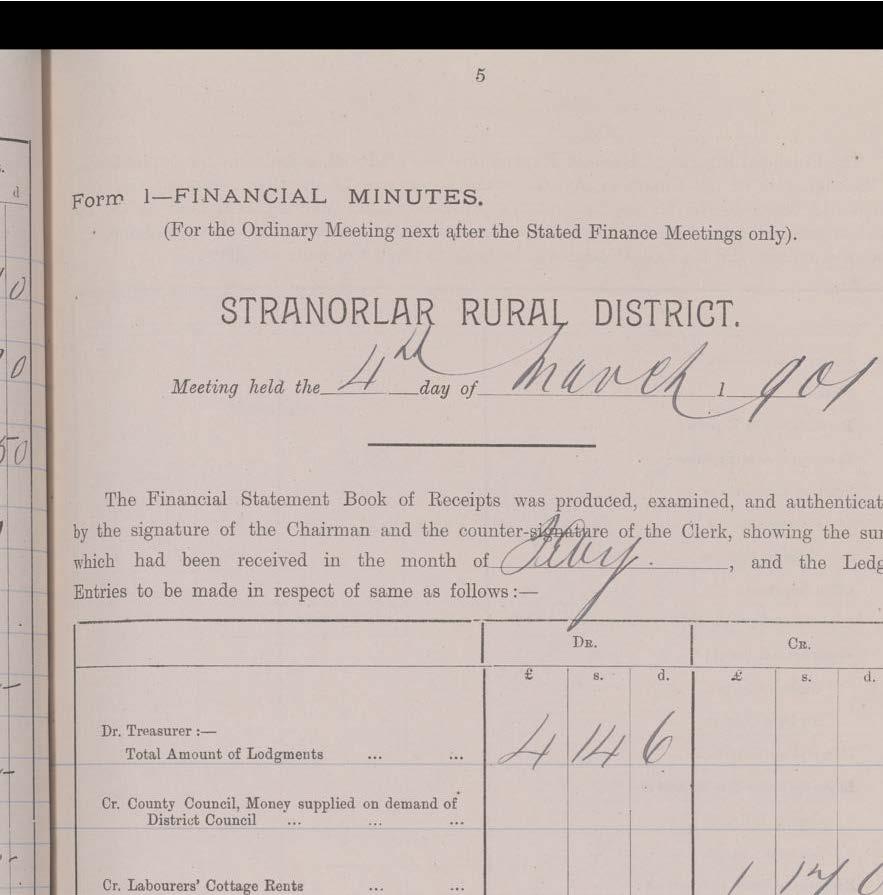 5
d
Form 1—FINANCIAL MINUTES.
(For the Ordinary Meeting next after the Stated Finance Meetings only).
0
STRANORLAR RURAL DISTRICT.
0
Meeting held the 4th day of March 1901
50
The Financial Statement Book of Receipts was produced, examined, and authenticat
by the signature of the Chairman and the counter-signature of the Clerk, showing the su
which had been received in the month of Feby. , and the Ledg
Entries to be made in respect of same as follows:—
DR. CR.
£ s. d. £ s. d.
Dr. Treasurer :—
Total Amount of Lodgments ... ... 4 14 6
Cr. County Council, Money supplied on demand of
District Council ... ... ...
Cr. Labourers' Cottage Rents ... ... 1